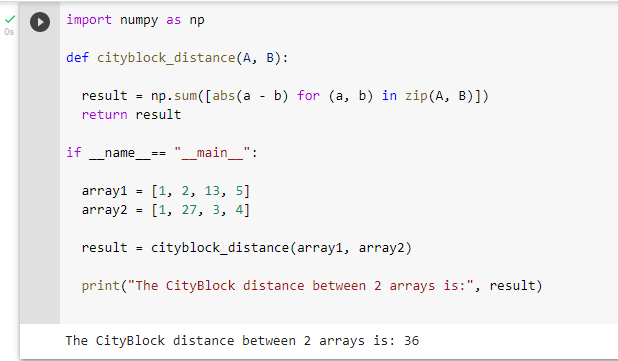 import numpy as np
def cityblock_distance(A, B):
result = np.sum([abs(a - b) for (a, b) in zip(A, B)])
return result
if __name__== "__main__":
array1 = [1, 2, 13, 5]
array2 = [1, 27, 3, 4]
result = cityblock_distance(array1, array2)
print("The CityBlock distance between 2 arrays is:", result)
0s
The CityBlock distance between 2 arrays is: 36